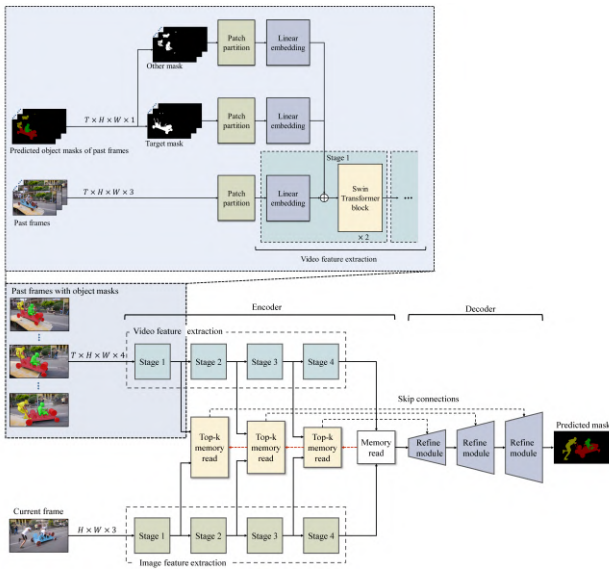 Other mask
Patch
partition
Linear
embedding
T × H × W × 1
Predicted object masks of past frames
Target mask
Patch
partition
Linear
embedding
Stage 1
T × H × W × 3
Past frames
Patch
partition
Linear
embedding
Swin
Transformer
block
× 2
...
Video feature extraction
Past frames with object masks
T × H × W × 4
Encoder
Decoder
Video feature extraction
Stage 1
Stage 2
Stage 3
Stage 4
Skip connections
Top-k
memory
read
Top-k
memory
read
Top-k
memory
read
Memory
read
Refine
module
Refine
module
Refine
module
Predicted mask
Current frame
H × W × 3
Stage 1
Stage 2
Stage 3
Stage 4
Image feature extraction